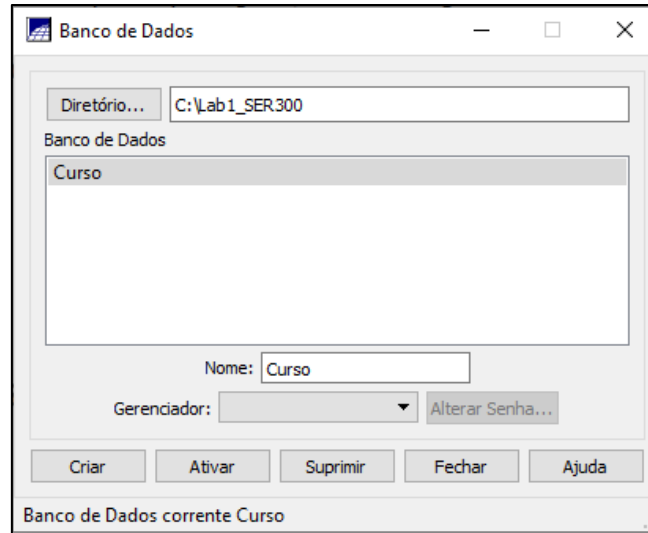 Banco de Dados
Diretório... C:\Lab1_SER300
Banco de Dados
Curso
Nome: Curso
Gerenciador: Alterar Senha...
Criar Ativar Suprimir Fechar Ajuda
Banco de Dados corrente Curso